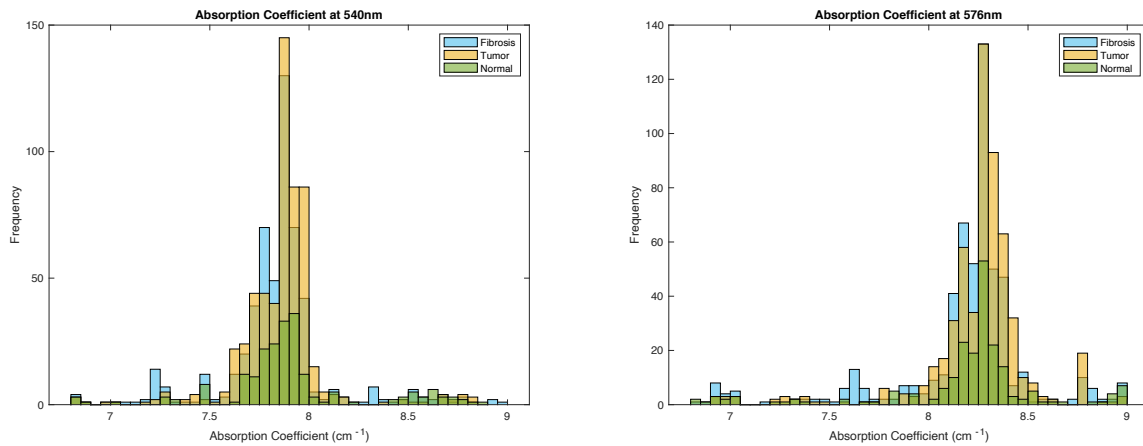 Absorption Coefficient at 540nm
150
100
50
0
Frequency
7
7.5
8
8.5
9
Absorption Coefficient (cm⁻¹)
Fibrosis
Tumor
Normal
Absorption Coefficient at 576nm
140
120
100
80
60
40
20
0
Frequency
7
7.5
8
8.5
9
Absorption Coefficient (cm⁻¹)
Fibrosis
Tumor
Normal